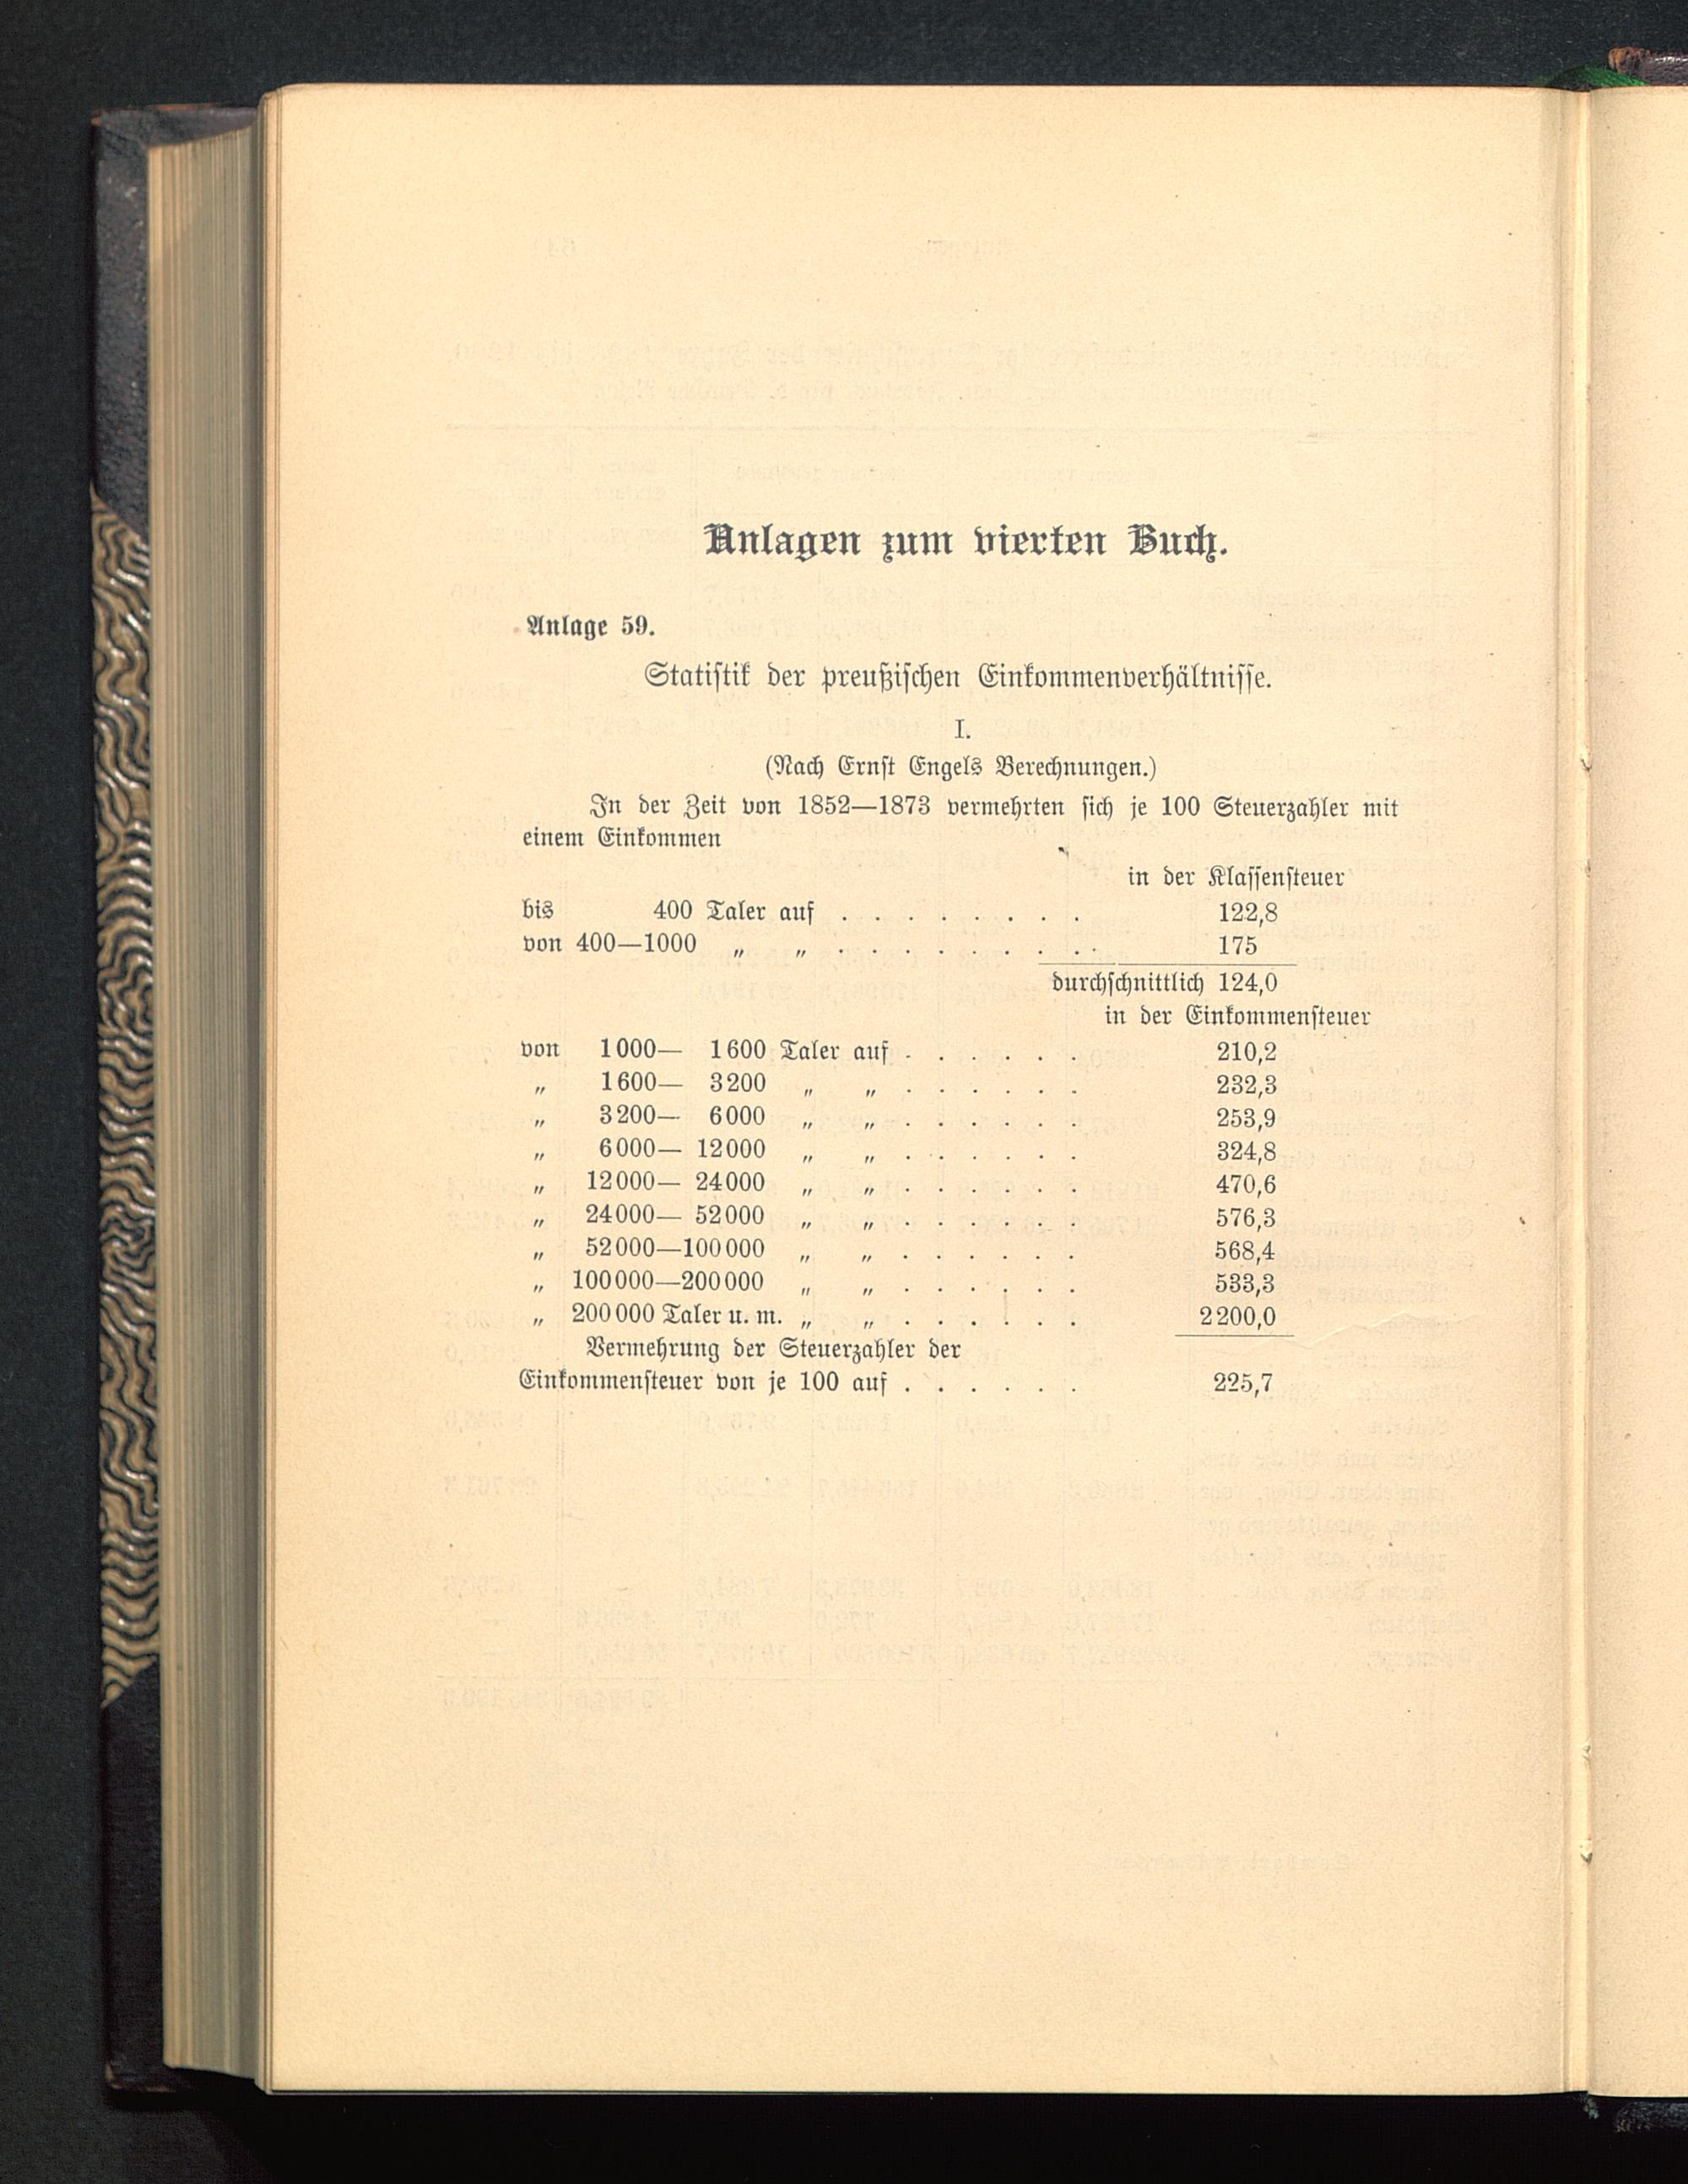 Anlagen zum vierten Buch.
Anlage 59.
Statistik der preußischen Einkommenverhältnisse.
I.
(Nach Ernst Engels Berechnungen.)
In der Zeit von 1852—1873 vermehrten sich je 100 Steuerzahler mit
einem Einkommen
in der Klassensteuer
bis 400 Taler auf . . . . . . . . 122,8
von 400—1000 „ „ . . . . . . . . 175
durchschnittlich 124,0
in der Einkommensteuer
von 1000— 1600 Taler auf . . . . . . 210,2
„ 1600— 3200 „ „ . . . . . . 232,3
„ 3200— 6000 „ „ . . . . . . 253,9
„ 6000— 12000 „ „ . . . . . . 324,8
„ 12000— 24000 „ „ . . . . . . 470,6
„ 24000— 52000 „ „ . . . . . . 576,3
„ 52000—100000 „ „ . . . . . . 568,4
„ 100000—200000 „ „ . . . . . . 533,3
„ 200000 Taler u. m. „ „ . . . . . . 2200,0
Vermehrung der Steuerzahler der
Einkommensteuer von je 100 auf . . . . . . 225,7